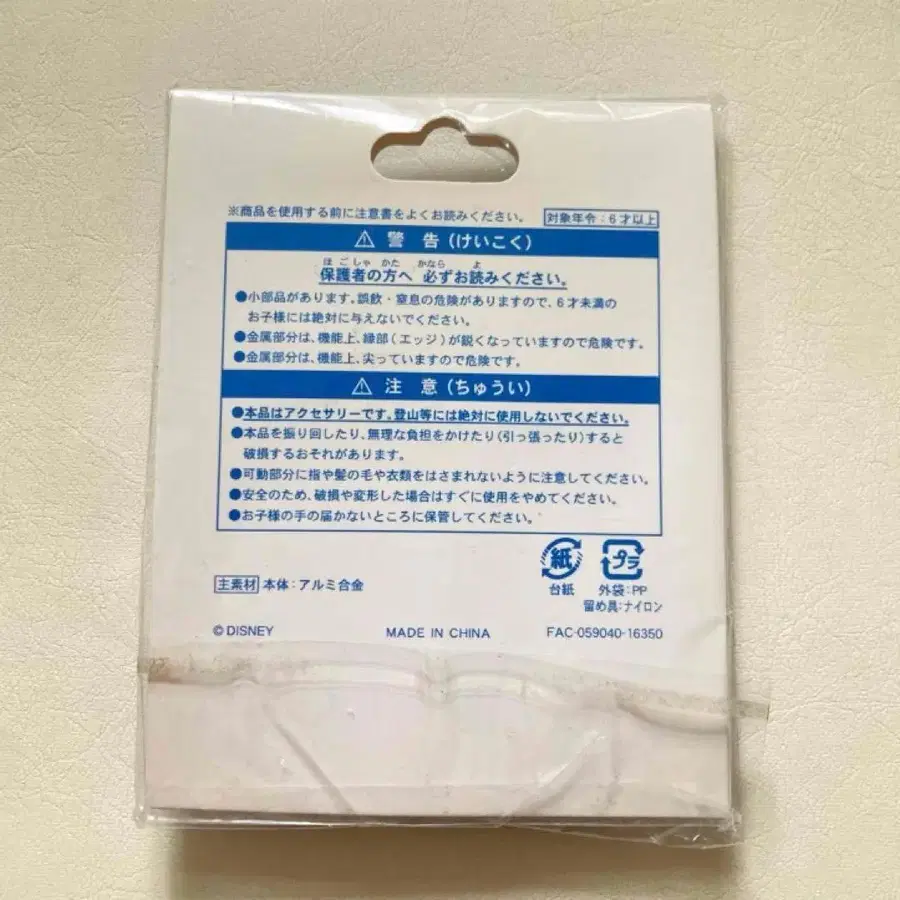 ※商品を使用する前に注意書をよくお読みください。 対象年令:6才以上
⚠ 警 告(けいこく)
ほごしゃ かた かなら よ
保護者の方へ 必ずお読みください。
●小部品があります。誤飲・窒息の危険がありますので、6才未満の
お子様には絶対に与えないでください。
●金属部分は、機能上、縁部(エッジ)が鋭くなっていますので危険です。
●金属部分は、機能上、尖っていますので危険です。
⚠ 注 意(ちゅうい)
●本品はアクセサリーです。登山等には絶対に使用しないでください。
●本品を振り回したり、無理な負担をかけたり(引っ張ったり)すると
破損するおそれがあります。
●可動部分に指や髪の毛や衣類をはさまれないように注意してください。
●安全のため、破損や変形した場合はすぐに使用をやめてください。
●お子様の手の届かないところに保管してください。
紙 プラ
台紙 外袋:PP
留め具:ナイロン
主素材 本体:アルミ合金
© DISNEY MADE IN CHINA FAC-059040-16350